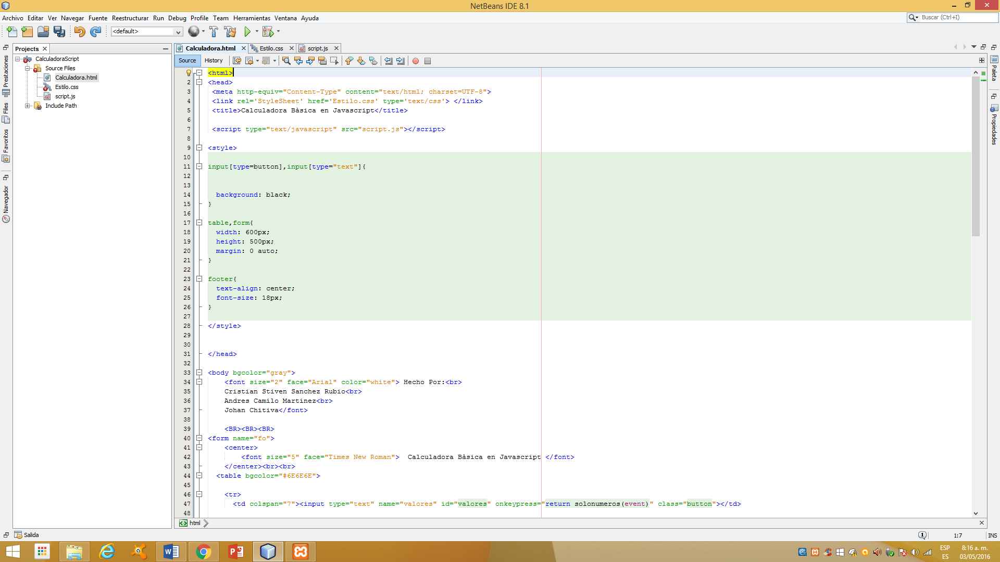 NetBeans IDE 8.1
Archivo Editar Ver Navegar Fuente Reestructurar Run Debug Profile Team Herramientas Ventana Ayuda
Buscar (Ctrl+I)
<default>
Projects
Calculadora.html Estilo.css script.js
Source History
CalculadoraScript
Source Files
Calculadora.html
Estilo.css
script.js
Include Path
Prestaciones
Files
Favoritos
Navegador
Paleta
Propiedades
<html>
2 <head>
3 <meta http-equiv="Content-Type" content="text/html; charset=UTF-8">
4 <link rel='StyleSheet' href='Estilo.css' type='text/css'> </link>
5 <title>Calculadora Bàsica en Javascript</title>
6
7 <script type="text/javascript" src="script.js"></script>
8
9 <style>
10
11 input[type=button],input[type="text"]{
12
13
14 background: black;
15 }
16
17 table,form{
18 width: 600px;
19 height: 500px;
20 margin: 0 auto;
21 }
22
23 footer{
24 text-align: center;
25 font-size: 18px;
26 }
27
28 </style>
29
30
31 </head>
32
33 <body bgcolor="gray">
34 <font size="2" face="Arial" color="white"> Hecho Por:<br>
35 Cristian Stiven Sanchez Rubio<br>
36 Andres Camilo Martinez<br>
37 Johan Chitiva</font>
38
39 <BR><BR><BR>
40 <form name="fo">
41 <center>
42 <font size="5" face="Times New Roman"> Calculadora Bàsica en Javascript </font>
43 </center><br><br>
44 <table bgcolor="#6E6E6E">
45
46 <tr>
47 <td colspan="7"><input type="text" name="valores" id="valores" onkeypress="return solonumeros(event)" class="button"></td>
48
html
Salida
1
1:7
INS
ESP
ES
8:16 a. m.
03/05/2016